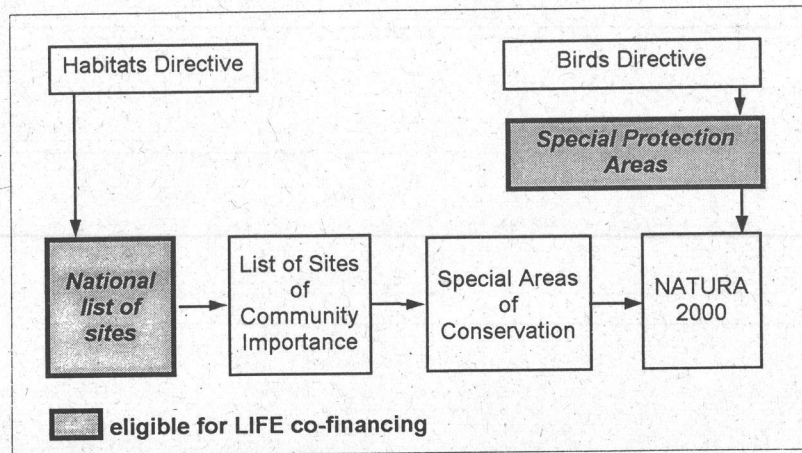 Habitats Directive
Birds Directive
Special Protection
Areas
National
list of
sites
List of Sites
of
Community
Importance
Special Areas
of
Conservation
NATURA
2000
eligible for LIFE co-financing